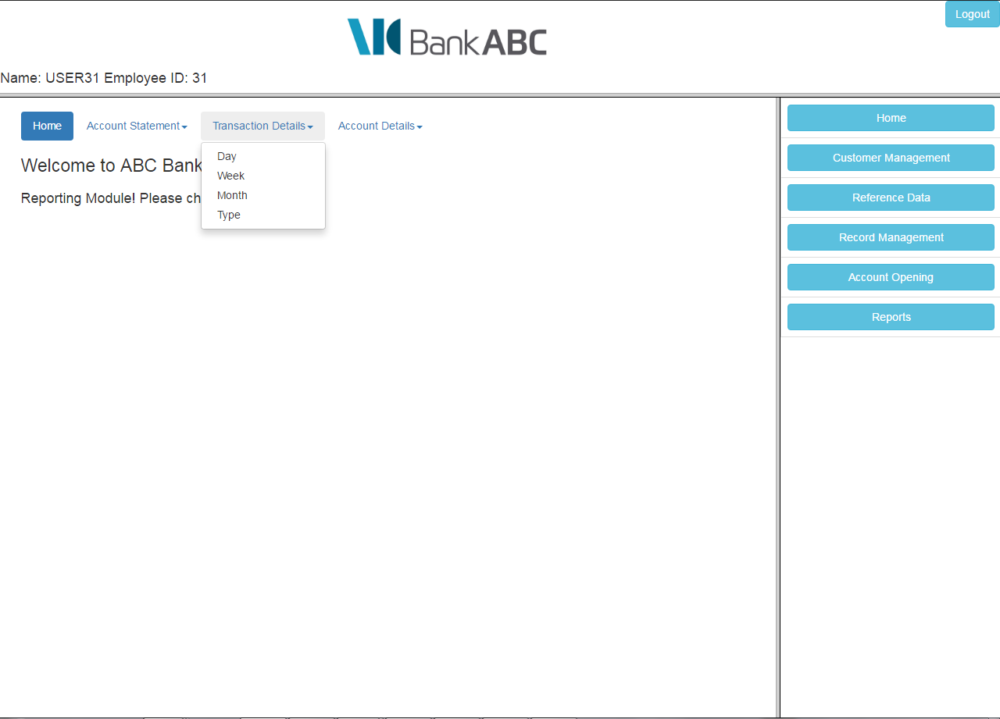 Logout
BankABC
Name: USER31 Employee ID: 31
Home Account Statement Transaction Details Account Details
Welcome to ABC Bank
Reporting Module! Please ch
Day
Week
Month
Type
Home
Customer Management
Reference Data
Record Management
Account Opening
Reports